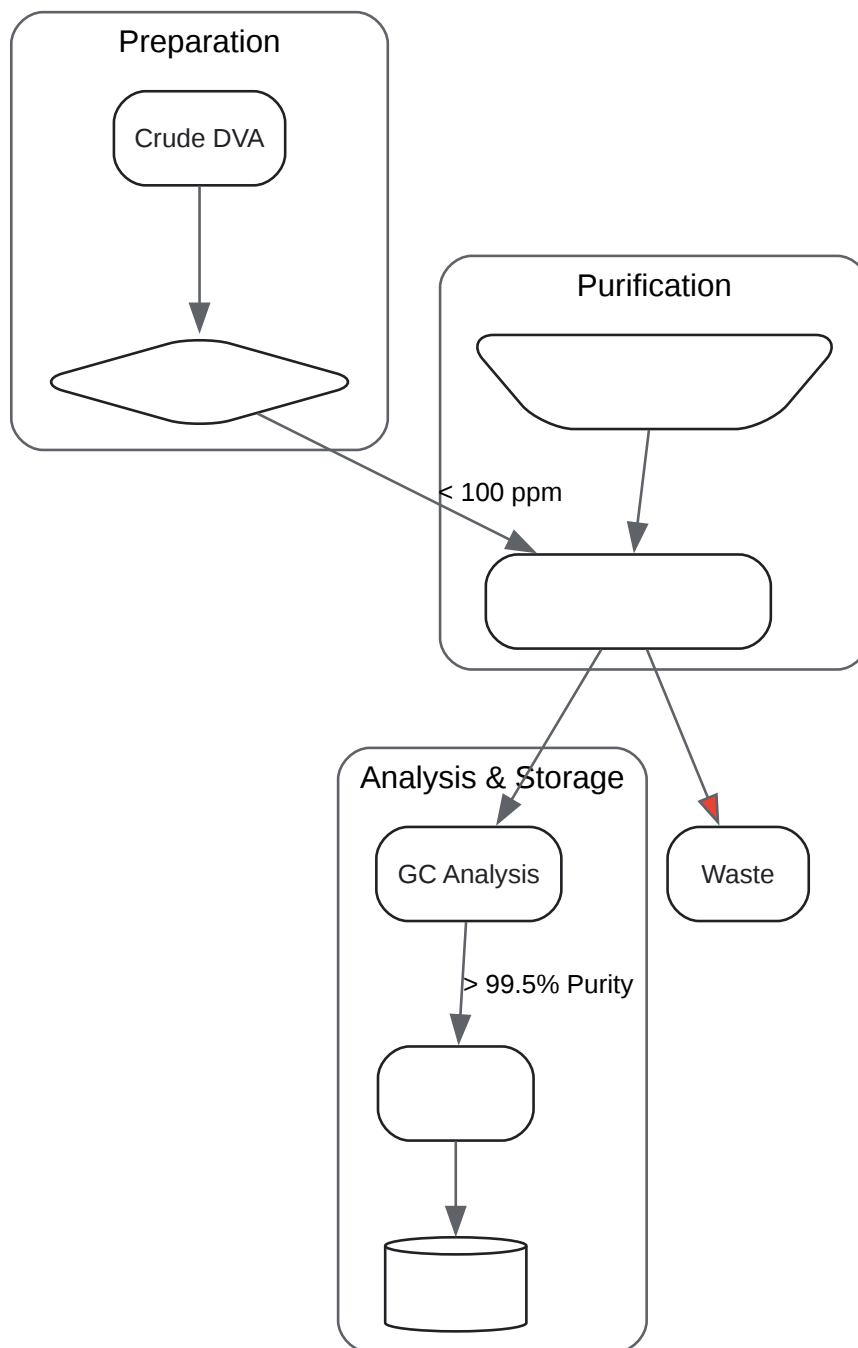 Preparation
Crude DVA
Purification
< 100 ppm
Analysis & Storage
GC Analysis
Waste
> 99.5% Purity